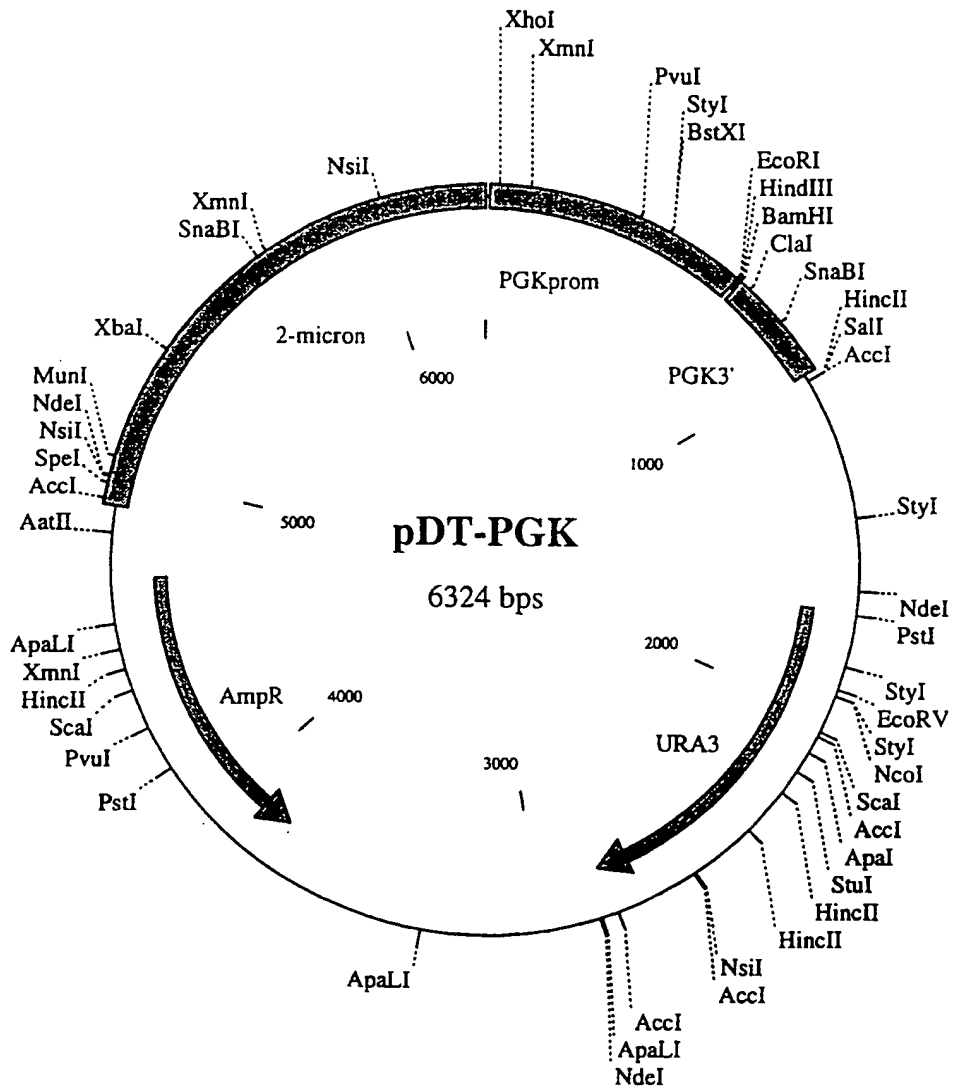 XhoI
XmnI
PvuI
StyI
BstXI
EcoRI
HindIII
BamHI
ClaI
SnaBI
HincII
SalI
AccI
NsiI
XmnI
SnaBI
XbaI
MunI
NdeI
NsiI
SpeI
AccI
AatII
PGKprom
2-micron
6000
PGK3'
1000
5000
pDT-PGK
6324 bps
StyI
NdeI
PstI
2000
StyI
EcoRV
StyI
NcoI
ScaI
AccI
ApaI
StuI
HincII
HincII
ApaLI
XmnI
HincII
ScaI
PvuI
PstI
AmpR
4000
URA3
3000
ApaLI
NsiI
AccI
AccI
ApaLI
NdeI